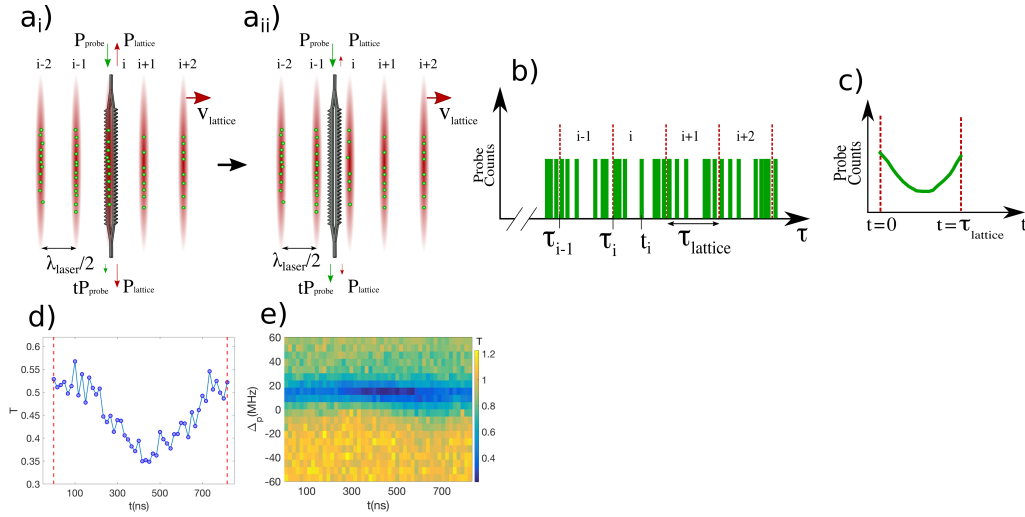 a_i)
a_ii)
P_probe P_lattice
P_probe P_lattice
i-2 i-1 i i+1 i+2
i-2 i-1 i i+1 i+2
V_lattice
V_lattice
λ_laser/2
λ_laser/2
tP_probe P_lattice
tP_probe P_lattice
b)
Probe
Counts
i-1 i i+1 i+2
τ_i-1 τ_i t_i τ_lattice τ
c)
Probe
Counts
t=0 t=τ_lattice t
d)
T
0.6
0.55
0.5
0.45
0.4
0.35
0.3
100 300 500 700
t(ns)
e)
Δ_p(MHz)
60
40
20
0
-20
-40
-60
100 300 500 700
t(ns)
T
1.2
1
0.8
0.6
0.4